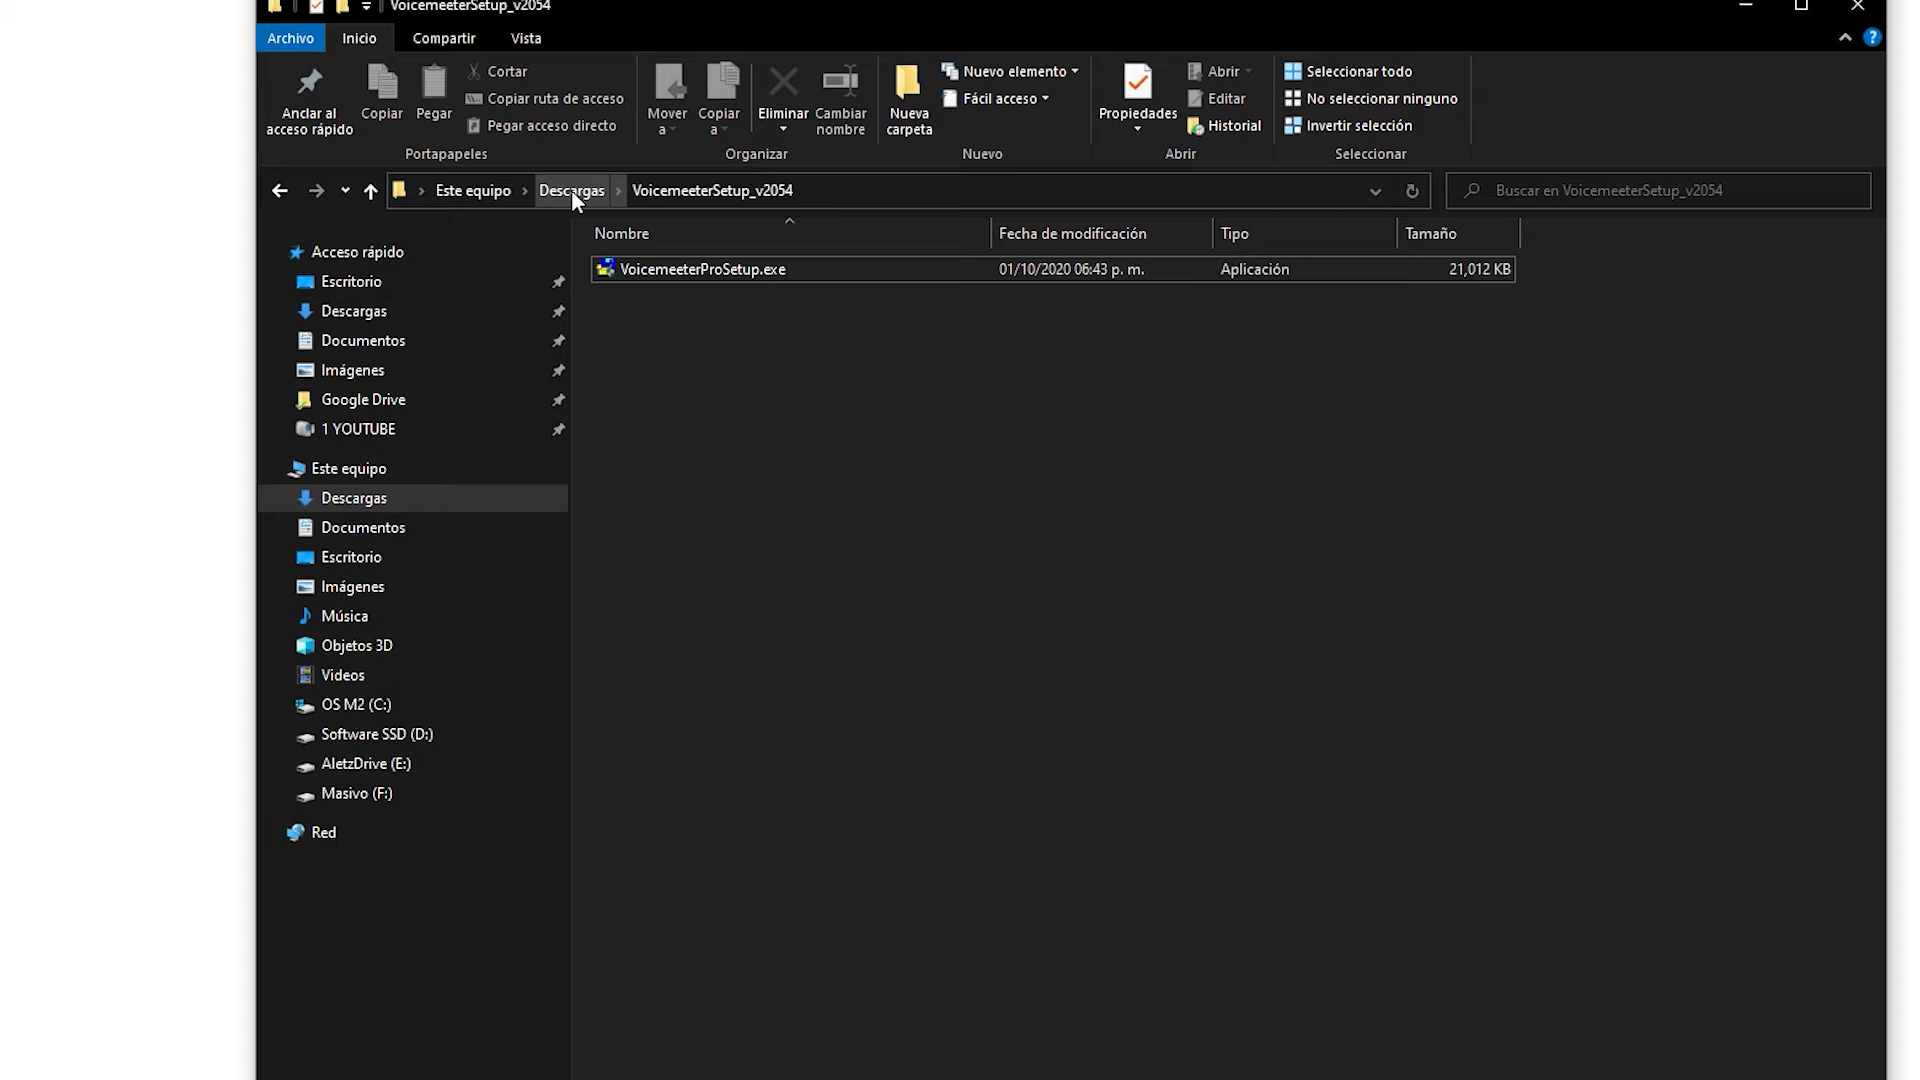 VoicemeeterSetup_v2054
Archivo
Inicio
Compartir
Vista
Anclar al
acceso rápido
Copiar
Pegar
Cortar
Copiar ruta de acceso
Pegar acceso directo
Portapapeles
Mover
a
Copiar
a
Eliminar
Cambiar
nombre
Organizar
Nueva
carpeta
Nuevo elemento
Fácil acceso
Nuevo
Propiedades
Abrir
Editar
Historial
Abrir
Seleccionar todo
No seleccionar ninguno
Invertir selección
Seleccionar
Este equipo
Descargas
VoicemeeterSetup_v2054
Buscar en VoicemeeterSetup_v2054
Nombre
Fecha de modificación
Tipo
Tamaño
VoicemeeterProSetup.exe
01/10/2020 06:43 p. m.
Aplicación
21,012 KB
Acceso rápido
Escritorio
Descargas
Documentos
Imágenes
Google Drive
1 YOUTUBE
Este equipo
Descargas
Documentos
Escritorio
Imágenes
Música
Objetos 3D
Videos
OS M2 (C:)
Software SSD (D:)
AletzDrive (E:)
Masivo (F:)
Red